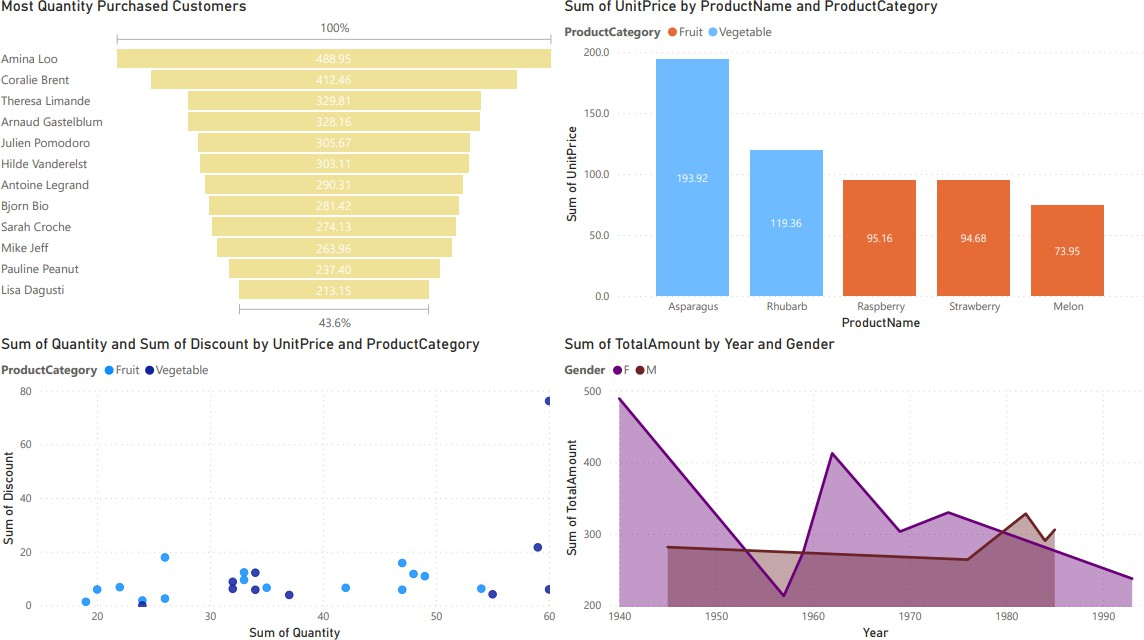 Most Quantity Purchased Customers
100%
Amina Loo 488.95
Coralie Brent 412.46
Theresa Limande 329.81
Arnaud Gastelblum 328.16
Julien Pomodoro 305.67
Hilde Vanderelst 303.11
Antoine Legrand 290.31
Bjorn Bio 281.42
Sarah Croche 274.13
Mike Jeff 263.96
Pauline Peanut 237.40
Lisa Dagusti 213.15
43.6%
Sum of UnitPrice by ProductName and ProductCategory
ProductCategory Fruit Vegetable
Sum of UnitPrice
200.0
150.0
100.0
50.0
0.0
193.92
119.36
95.16
94.68
73.95
Asparagus Rhubarb Raspberry Strawberry Melon
ProductName
Sum of Quantity and Sum of Discount by UnitPrice and ProductCategory
ProductCategory Fruit Vegetable
Sum of Discount
80
60
40
20
0
20 30 40 50 60
Sum of Quantity
Sum of TotalAmount by Year and Gender
Gender F M
Sum of TotalAmount
500
400
300
200
1940 1950 1960 1970 1980 1990
Year